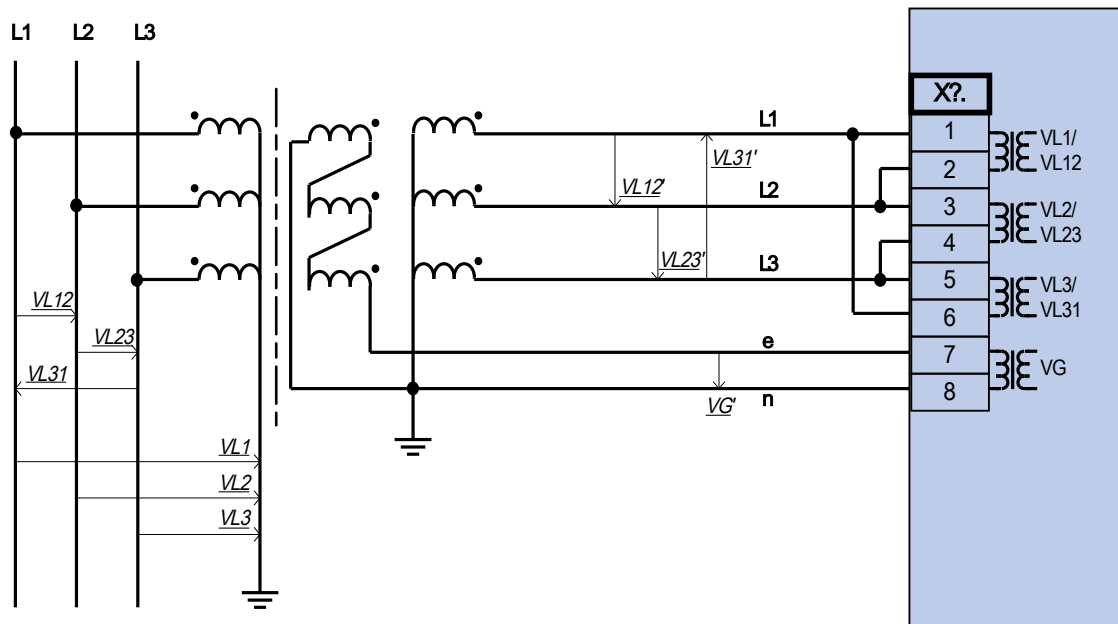 L1 L2 L3
X?.
L1
1
VL1/
VL12
VL31'
2
VL12'
L2
3
VL2/
VL23
VL23'
4
L3
5
VL3/
VL31
6
VL12
VL23
VL31
e
7
VG
n
8
VG'
VL1
VL2
VL3